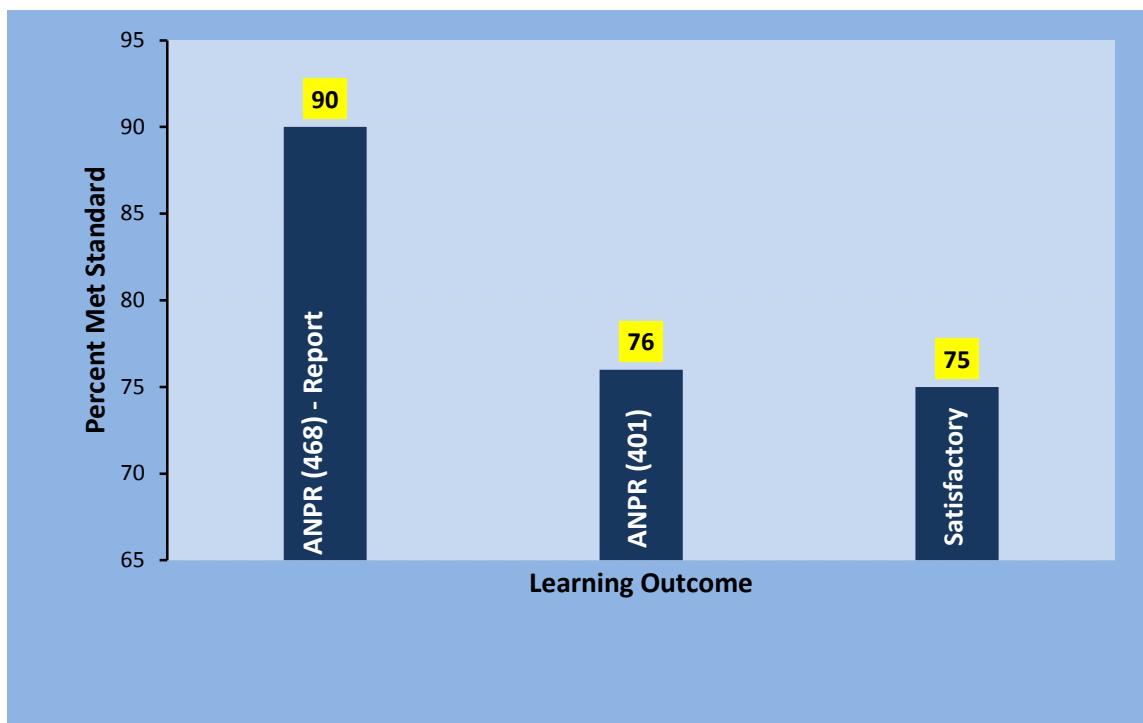 95
90
85
80
75
70
65
Percent Met Standard
90
76
75
ANPR (468) - Report
ANPR (401)
Satisfactory
Learning Outcome